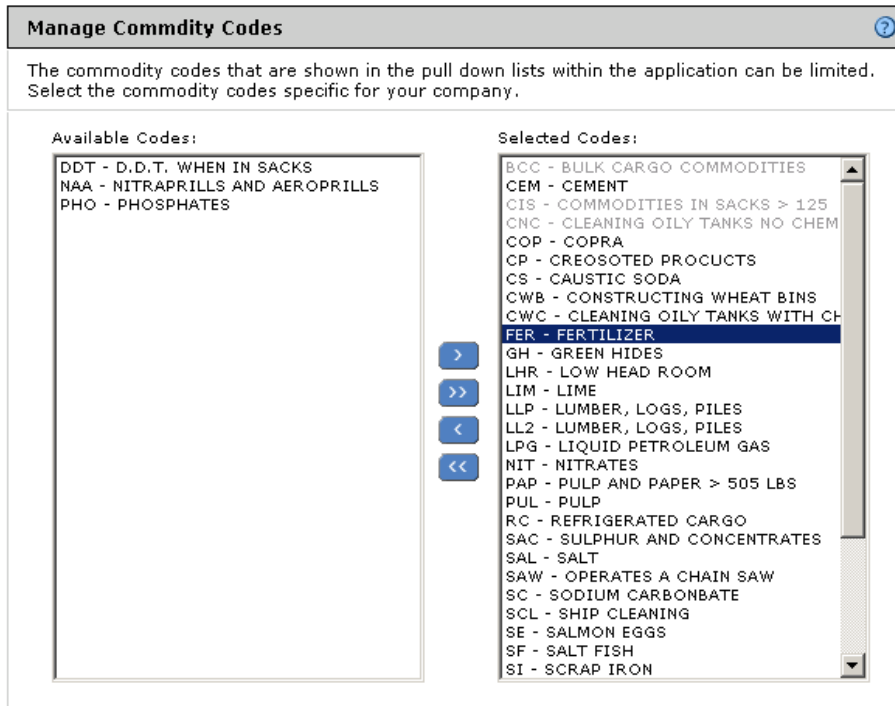 Manage Commdity Codes
?
The commodity codes that are shown in the pull down lists within the application can be limited.
Select the commodity codes specific for your company.
Available Codes:
DDT - D.D.T. WHEN IN SACKS
NAA - NITRAPRILLS AND AEROPRILLS
PHO - PHOSPHATES
>
>>
<
<<
Selected Codes:
BCC - BULK CARGO COMMODITIES
CEM - CEMENT
CIS - COMMODITIES IN SACKS > 125
CNC - CLEANING OILY TANKS NO CHEM
COP - COPRA
CP - CREOSOTED PROCUCTS
CS - CAUSTIC SODA
CWB - CONSTRUCTING WHEAT BINS
CWC - CLEANING OILY TANKS WITH CH
FER - FERTILIZER
GH - GREEN HIDES
LHR - LOW HEAD ROOM
LIM - LIME
LLP - LUMBER, LOGS, PILES
LL2 - LUMBER, LOGS, PILES
LPG - LIQUID PETROLEUM GAS
NIT - NITRATES
PAP - PULP AND PAPER > 505 LBS
PUL - PULP
RC - REFRIGERATED CARGO
SAC - SULPHUR AND CONCENTRATES
SAL - SALT
SAW - OPERATES A CHAIN SAW
SC - SODIUM CARBONBATE
SCL - SHIP CLEANING
SE - SALMON EGGS
SF - SALT FISH
SI - SCRAP IRON